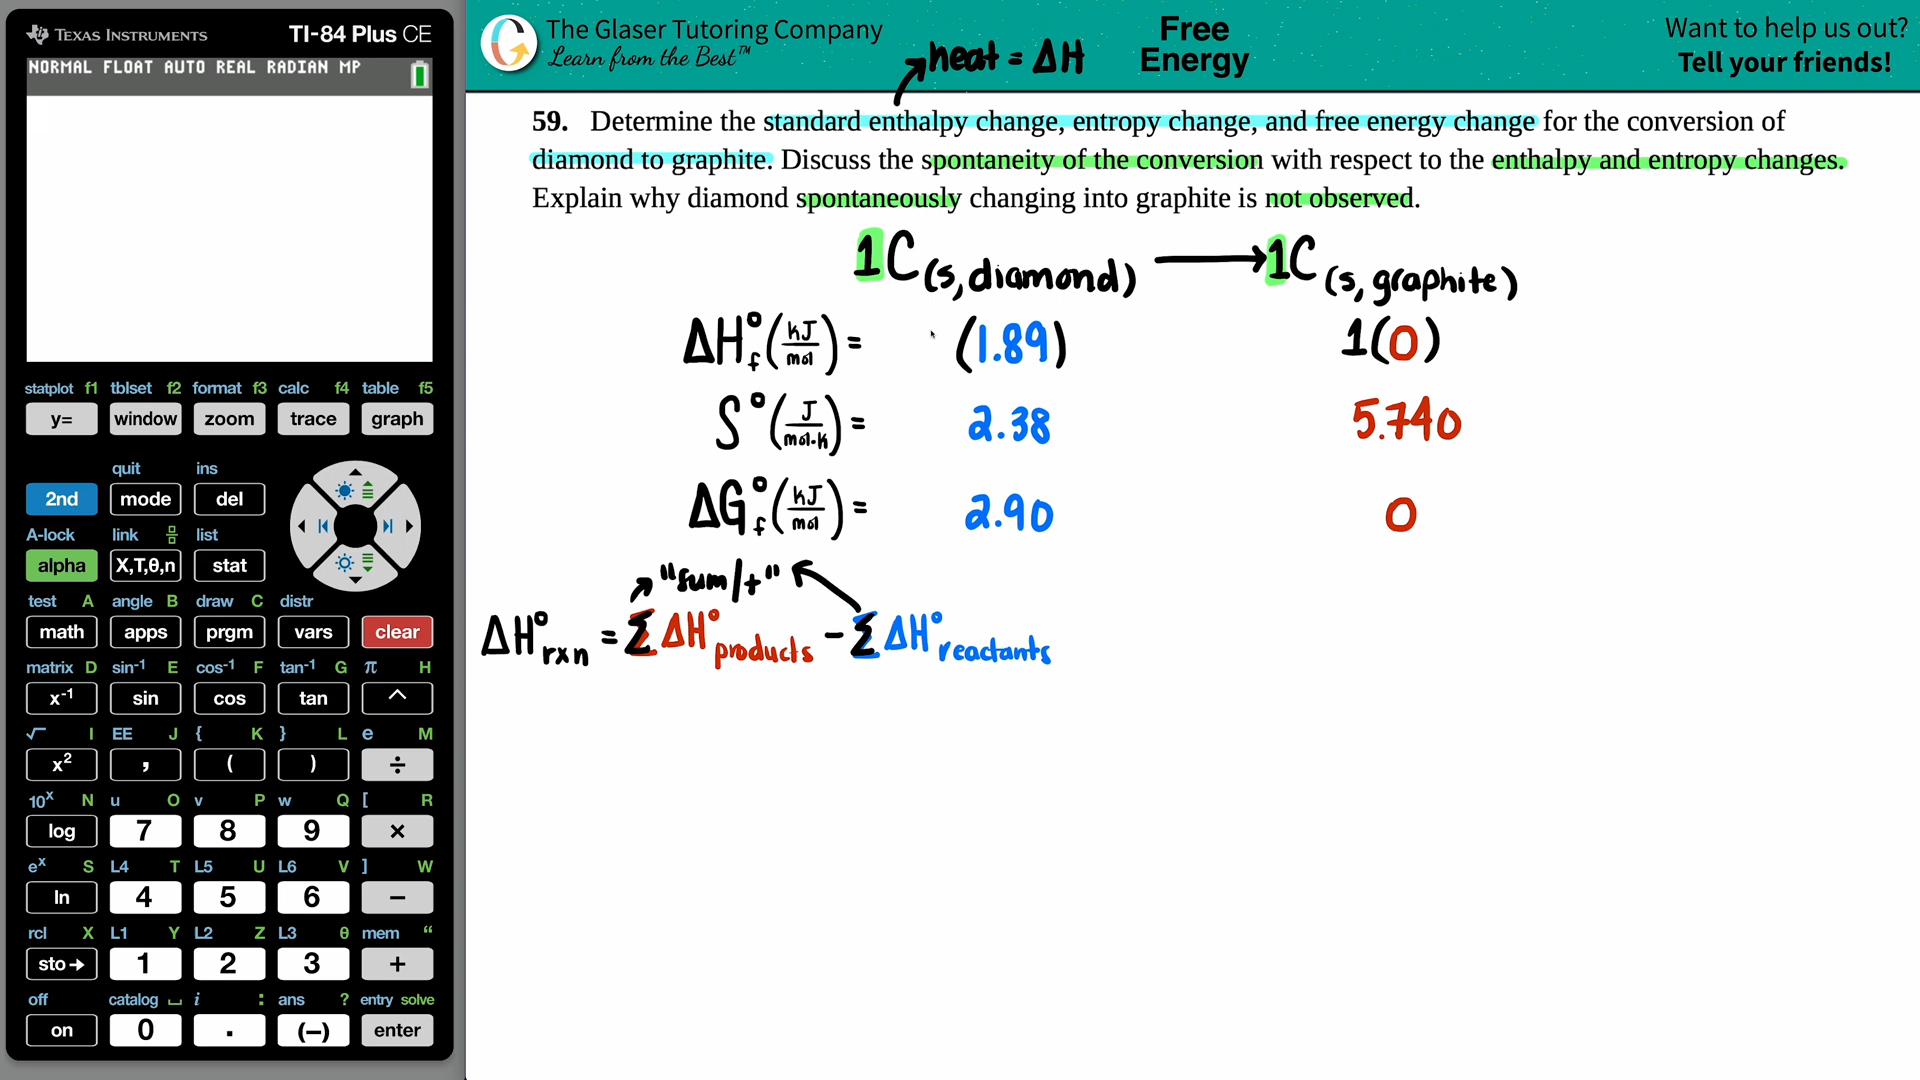 TEXAS INSTRUMENTS TI-84 Plus CE
NORMAL FLOAT AUTO REAL RADIAN MP
statplot f1 tblset f2 format f3 calc f4 table f5
y= window zoom trace graph
quit ins
2nd mode del
A-lock link list
alpha X,T,θ,n stat
test A angle B draw C distr
math apps prgm vars clear
matrix D sin⁻¹ E cos⁻¹ F tan⁻¹ G π H
x⁻¹ sin cos tan ^
√ I EE J { K } L e M
x² , ( ) ÷
10ˣ N u O v P w Q [ R
log 7 8 9 ×
eˣ S L4 T L5 U L6 V ] W
ln 4 5 6 −
rcl X L1 Y L2 Z L3 θ mem “
sto→ 1 2 3 +
off catalog ⎵ i : ans ? entry solve
on 0 . (−) enter
The Glaser Tutoring Company
Learn from the Best™
heat = ΔH
Free
Energy
Want to help us out?
Tell your friends!
59. Determine the standard enthalpy change, entropy change, and free energy change for the conversion of
diamond to graphite. Discuss the spontaneity of the conversion with respect to the enthalpy and entropy changes.
Explain why diamond spontaneously changing into graphite is not observed.
1C(s, diamond) ⟶ 1C(s, graphite)
ΔH°f (kJ/mol) = (1.89) 1(0)
S° (J/mol·K) = 2.38 5.740
ΔG°f (kJ/mol) = 2.90 0
"sum/+"
ΔH°rxn = Σ ΔH°products − Σ ΔH°reactants